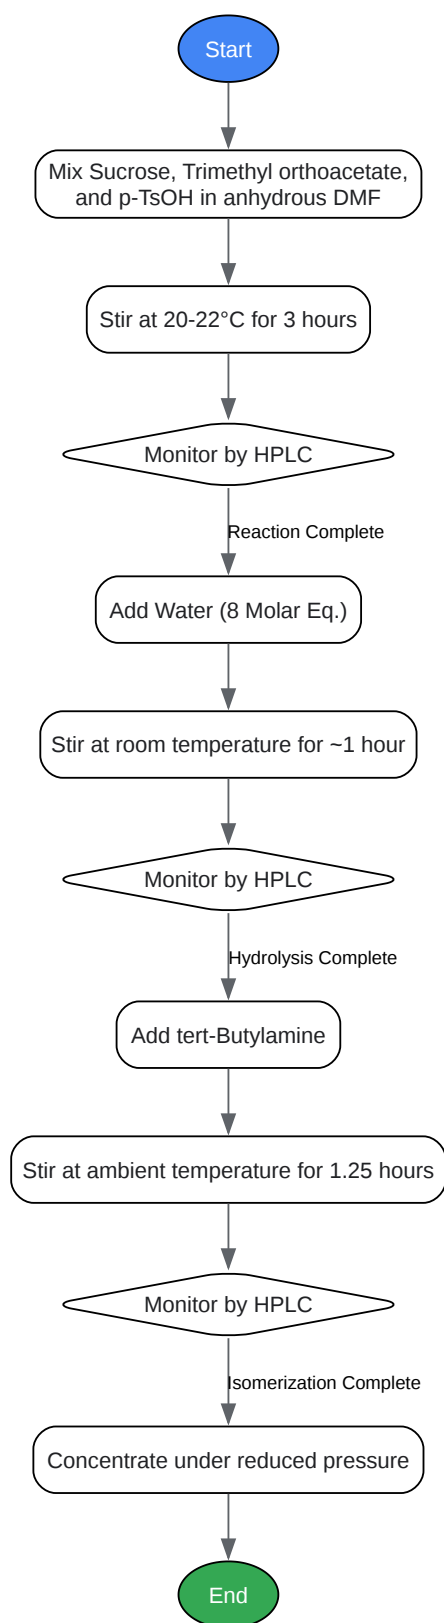 Start
Mix Sucrose, Trimethyl orthoacetate,
and p-TsOH in anhydrous DMF
Stir at 20-22°C for 3 hours
Monitor by HPLC
Reaction Complete
Add Water (8 Molar Eq.)
Stir at room temperature for ~1 hour
Monitor by HPLC
Hydrolysis Complete
Add tert-Butylamine
Stir at ambient temperature for 1.25 hours
Monitor by HPLC
Isomerization Complete
Concentrate under reduced pressure
End